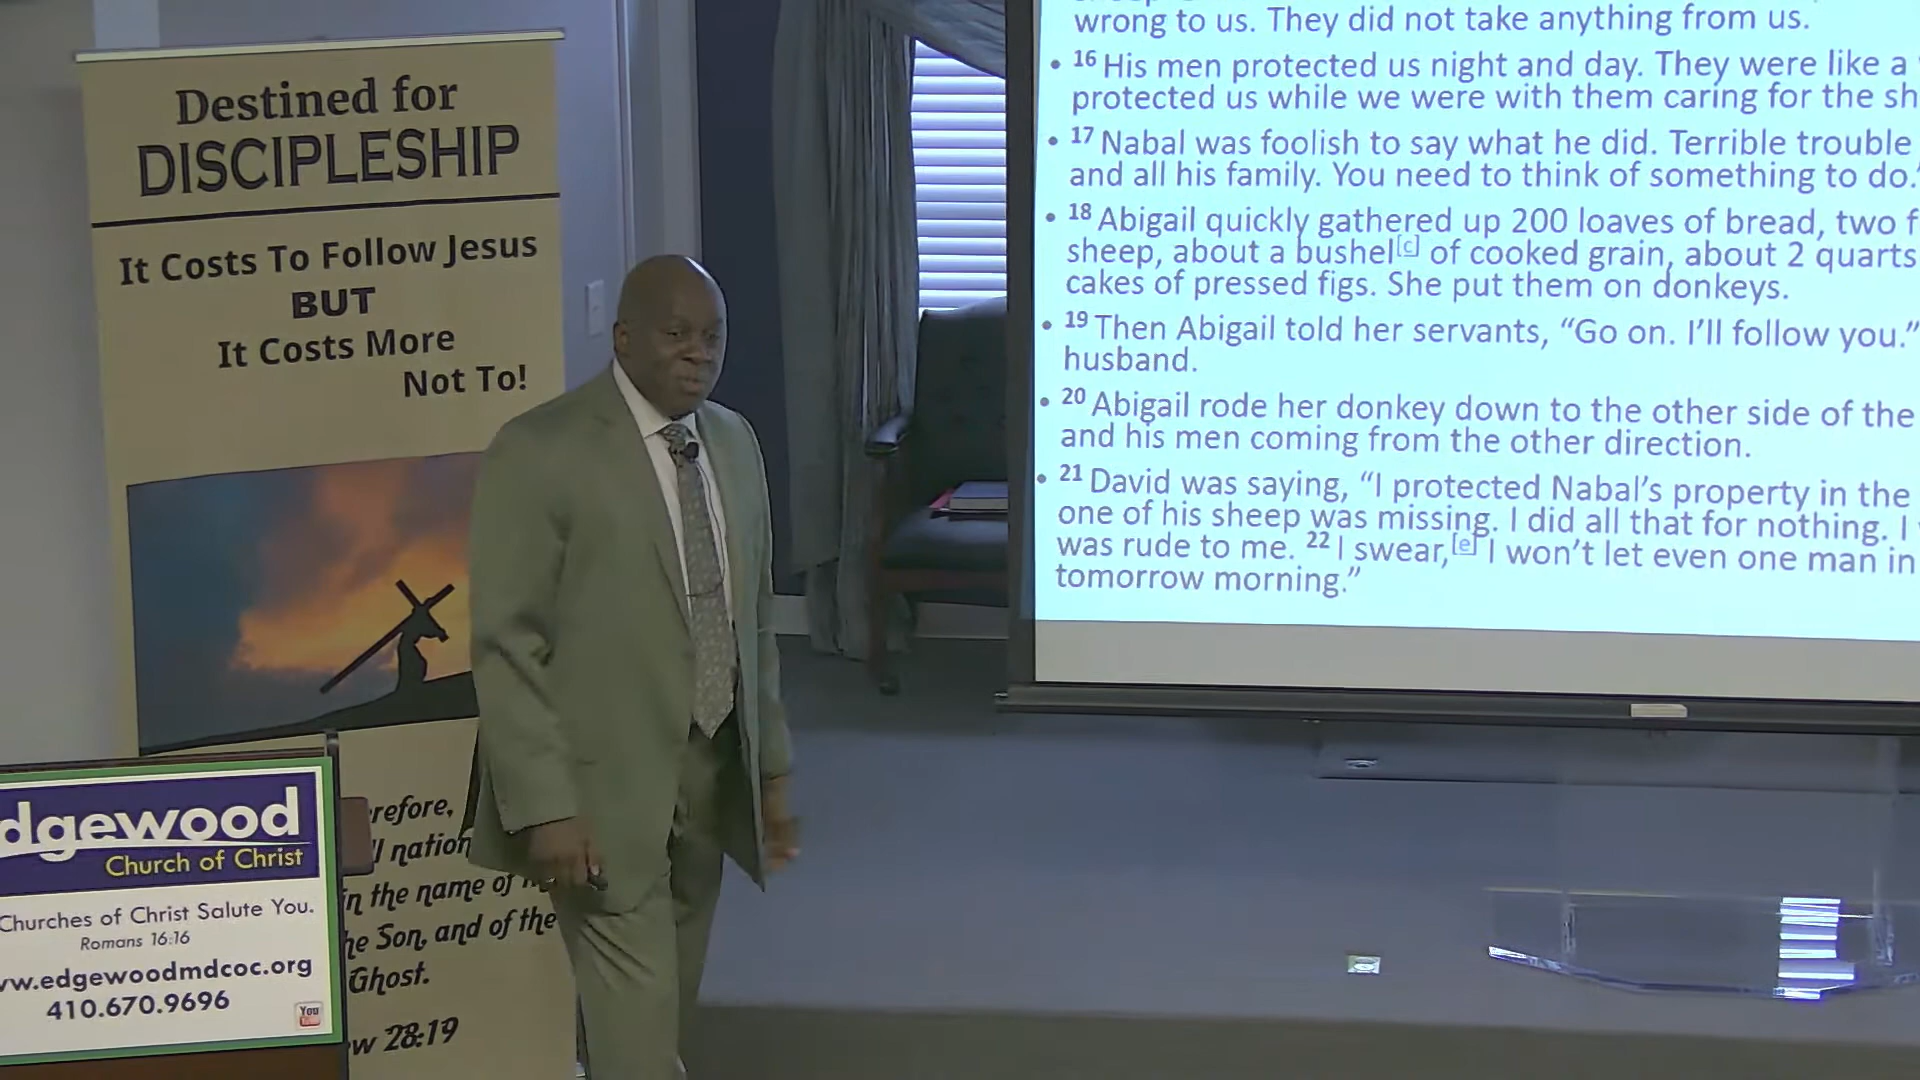 Destined for
DISCIPLESHIP
It Costs To Follow Jesus
BUT
It Costs More
Not To!
refore,
nation
in the name of
he Son, and of the
Ghost.
28:19
dgewood
Church of Christ
Churches of Christ Salute You.
Romans 16:16
w.edgewoodmdcoc.org
410.670.9696
You
wrong to us. They did not take anything from us.
• 16 His men protected us night and day. They were like a
protected us while we were with them caring for the sh
• 17 Nabal was foolish to say what he did. Terrible trouble
and all his family. You need to think of something to do.”
• 18 Abigail quickly gathered up 200 loaves of bread, two f
sheep, about a bushel[c] of cooked grain, about 2 quarts
cakes of pressed figs. She put them on donkeys.
• 19 Then Abigail told her servants, “Go on. I’ll follow you.”
husband.
• 20 Abigail rode her donkey down to the other side of the
and his men coming from the other direction.
• 21 David was saying, “I protected Nabal’s property in the
one of his sheep was missing. I did all that for nothing. I
was rude to me. 22 I swear,[e] I won’t let even one man in
tomorrow morning.”